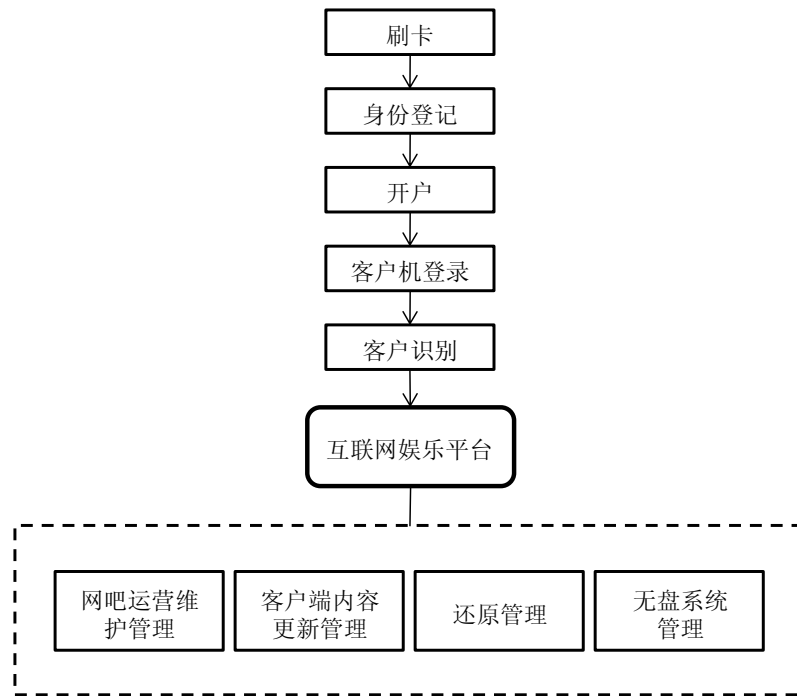 刷卡
身份登记
开户
客户机登录
客户识别
互联网娱乐平台
网吧运营维
护管理
客户端内容
更新管理
还原管理
无盘系统
管理